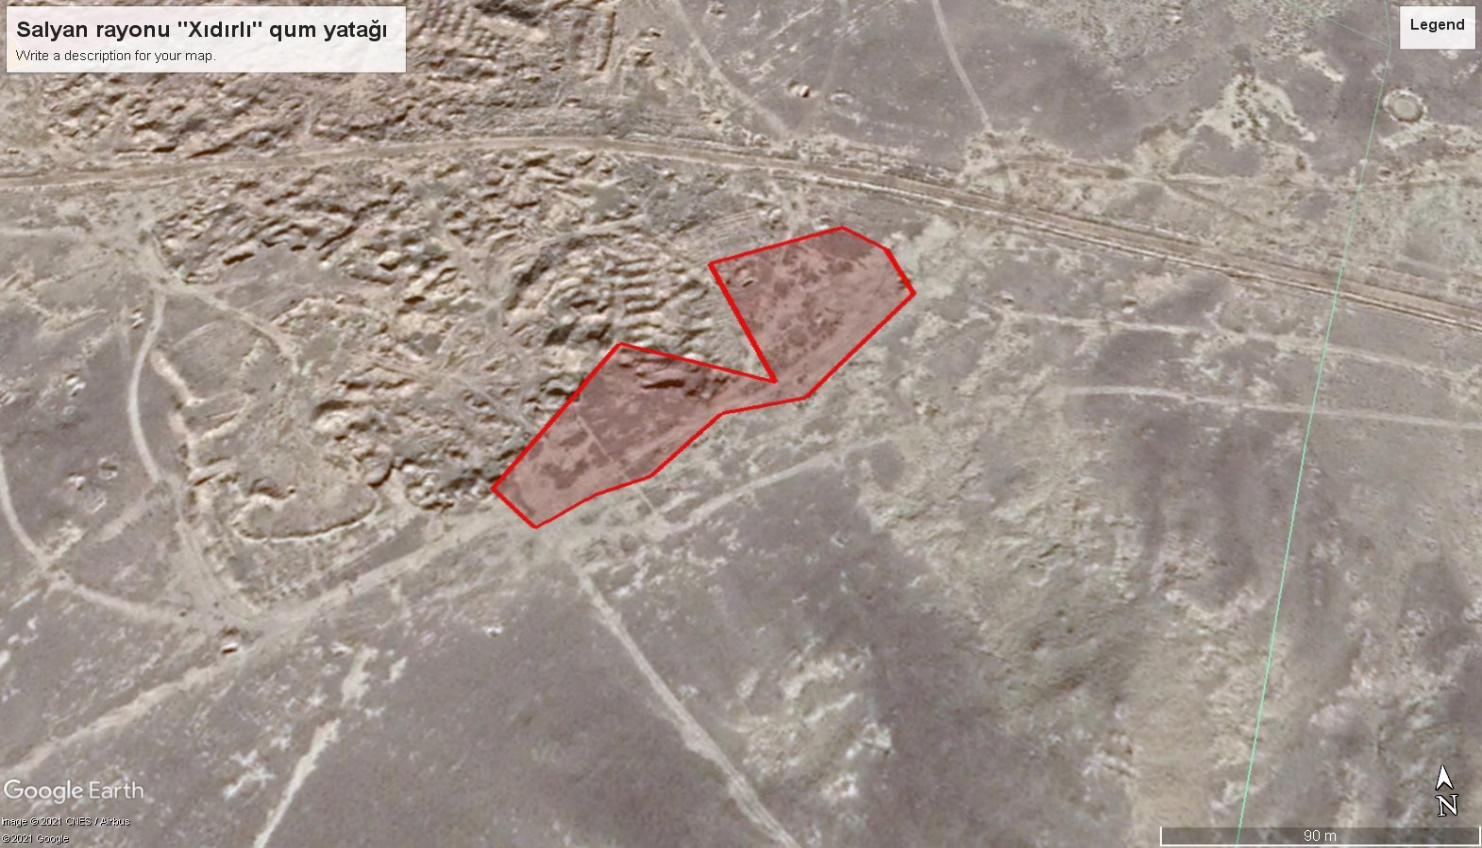 Salyan rayonu "Xıdırlı" qum yatağı
Write a description for your map.
Legend
Google Earth
Image © 2021 CNES / Airbus
©2021 Google
N
90 m